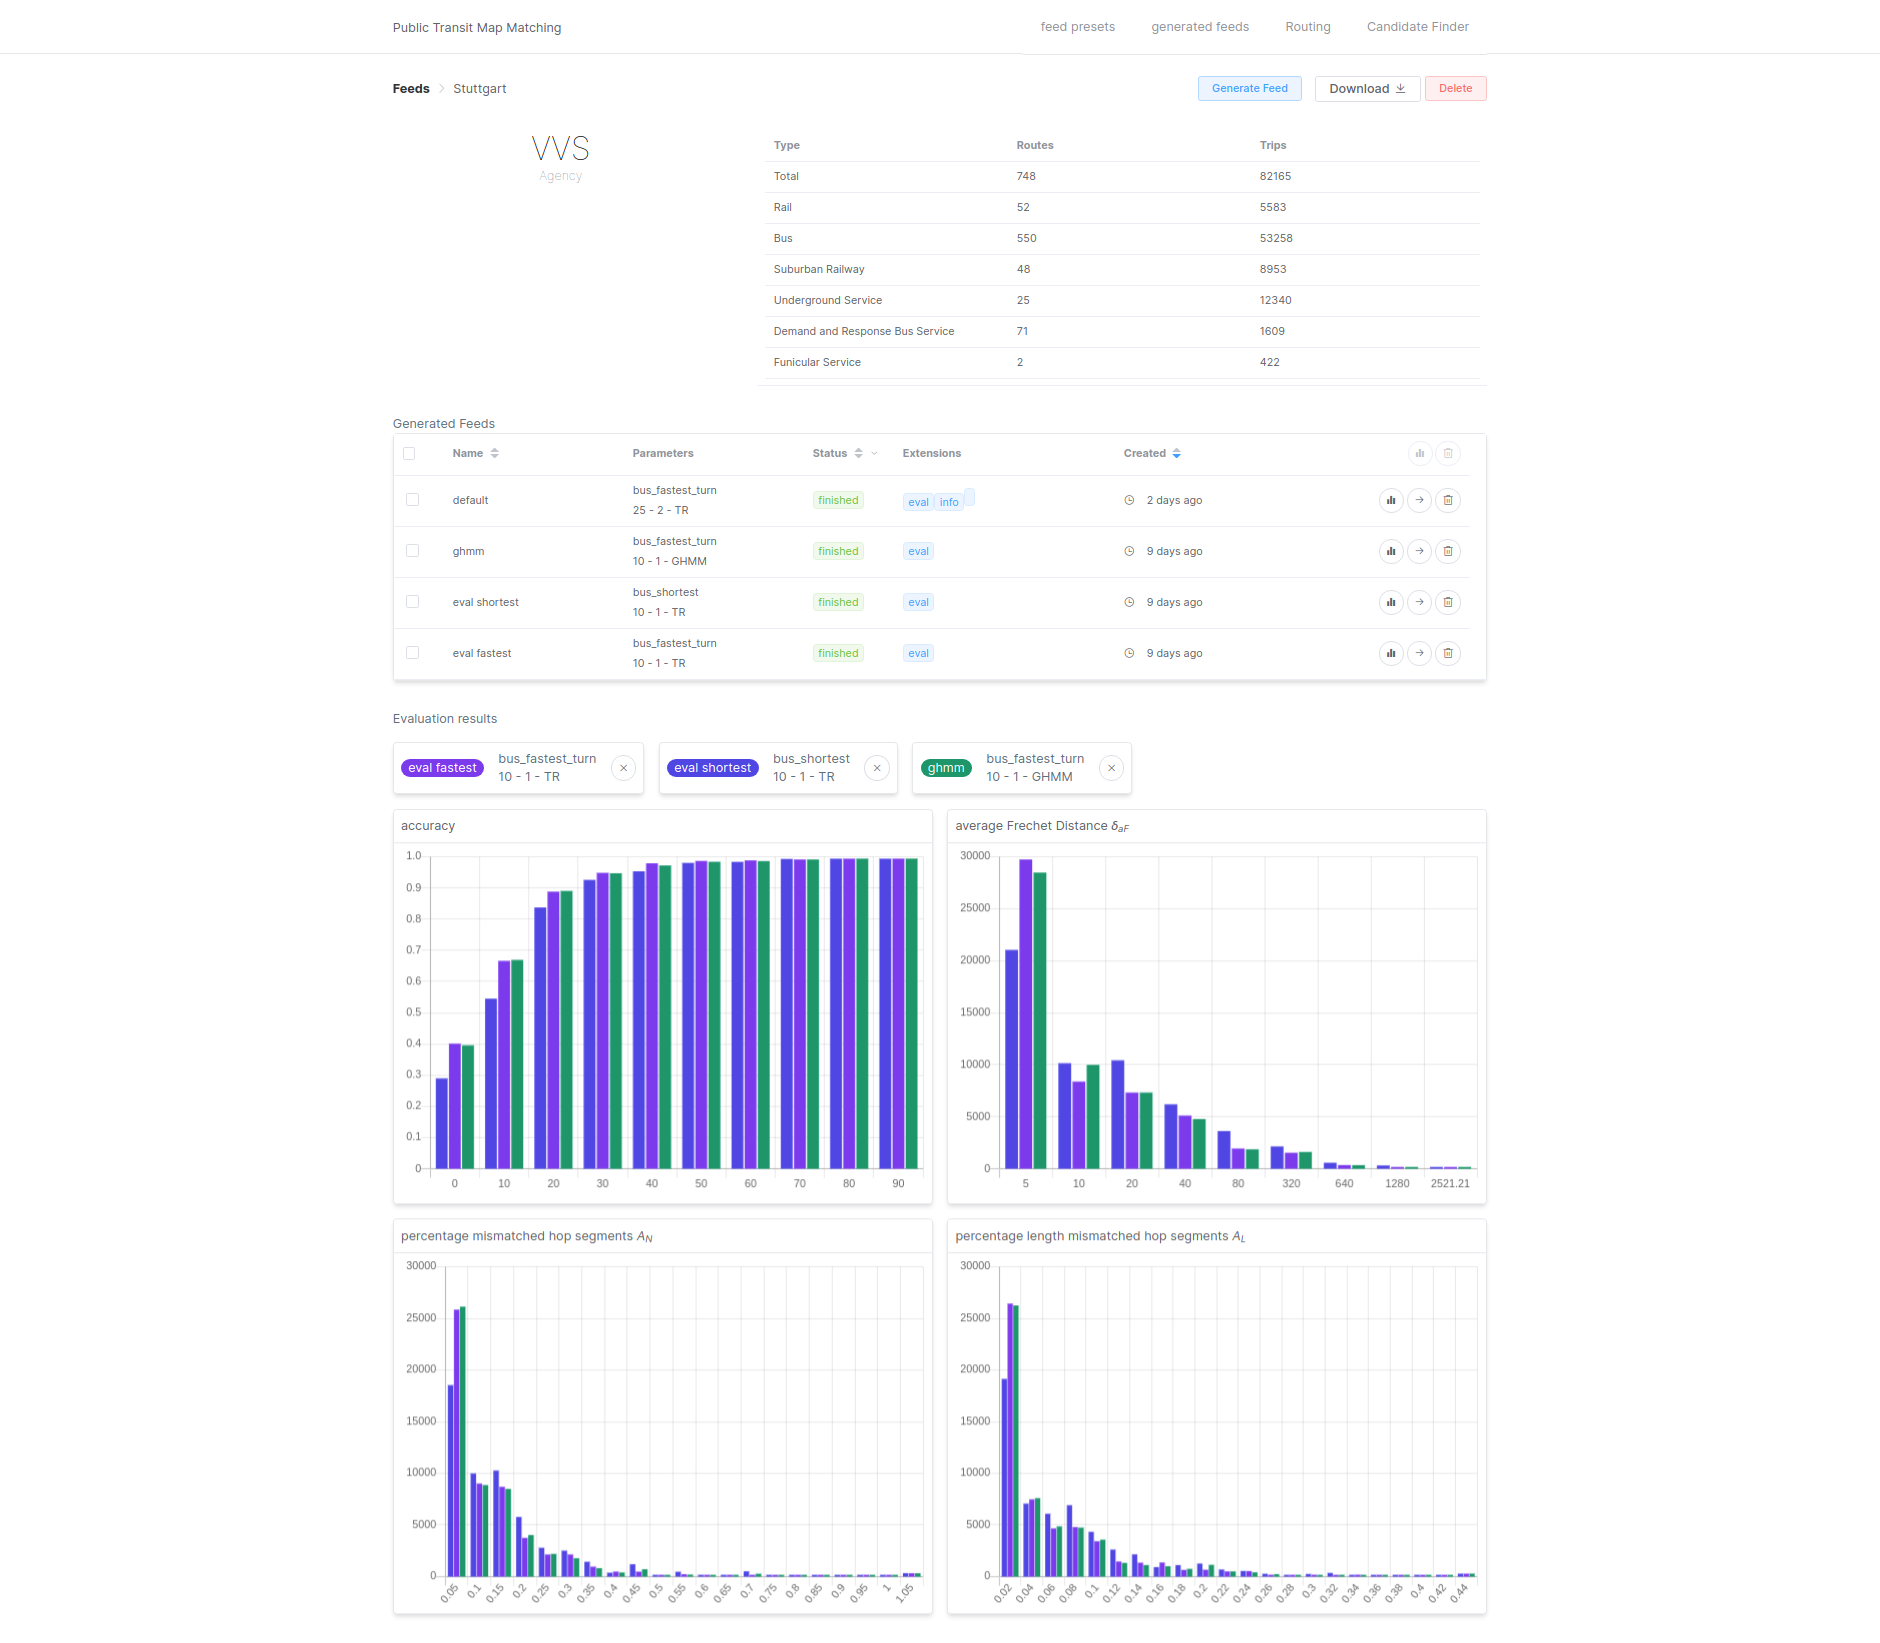 Public Transit Map Matching
feed presets generated feeds Routing Candidate Finder
Feeds Stuttgart
Generate Feed Download Delete
VVS
Agency
Type Routes Trips
Total 748 82165
Rail 52 5583
Bus 550 53258
Suburban Railway 48 8953
Underground Service 25 12340
Demand and Response Bus Service 71 1609
Funicular Service 2 422
Generated Feeds
Name Parameters Status Extensions Created
default bus_fastest_turn finished eval info 2 days ago
25 - 2 - TR
ghmm bus_fastest_turn finished eval 9 days ago
10 - 1 - GHMM
eval shortest bus_shortest finished eval 9 days ago
10 - 1 - TR
eval fastest bus_fastest_turn finished eval 9 days ago
10 - 1 - TR
Evaluation results
eval fastest bus_fastest_turn
10 - 1 - TR
eval shortest bus_shortest
10 - 1 - TR
ghmm bus_fastest_turn
10 - 1 - GHMM
accuracy
1.0
0.9
0.8
0.7
0.6
0.5
0.4
0.3
0.2
0.1
0
0 10 20 30 40 50 60 70 80 90
average Frechet Distance δaF
30000
25000
20000
15000
10000
5000
0
5 10 20 40 80 320 640 1280 2521.21
percentage mismatched hop segments AN
30000
25000
20000
15000
10000
5000
0
0.05 0.1 0.15 0.2 0.25 0.3 0.35 0.4 0.45 0.5 0.55 0.6 0.65 0.7 0.75 0.8 0.85 0.9 0.95 1 1.05
percentage length mismatched hop segments AL
30000
25000
20000
15000
10000
5000
0
0.02 0.04 0.06 0.08 0.1 0.12 0.14 0.16 0.18 0.2 0.22 0.24 0.26 0.28 0.3 0.32 0.34 0.36 0.38 0.4 0.42 0.44